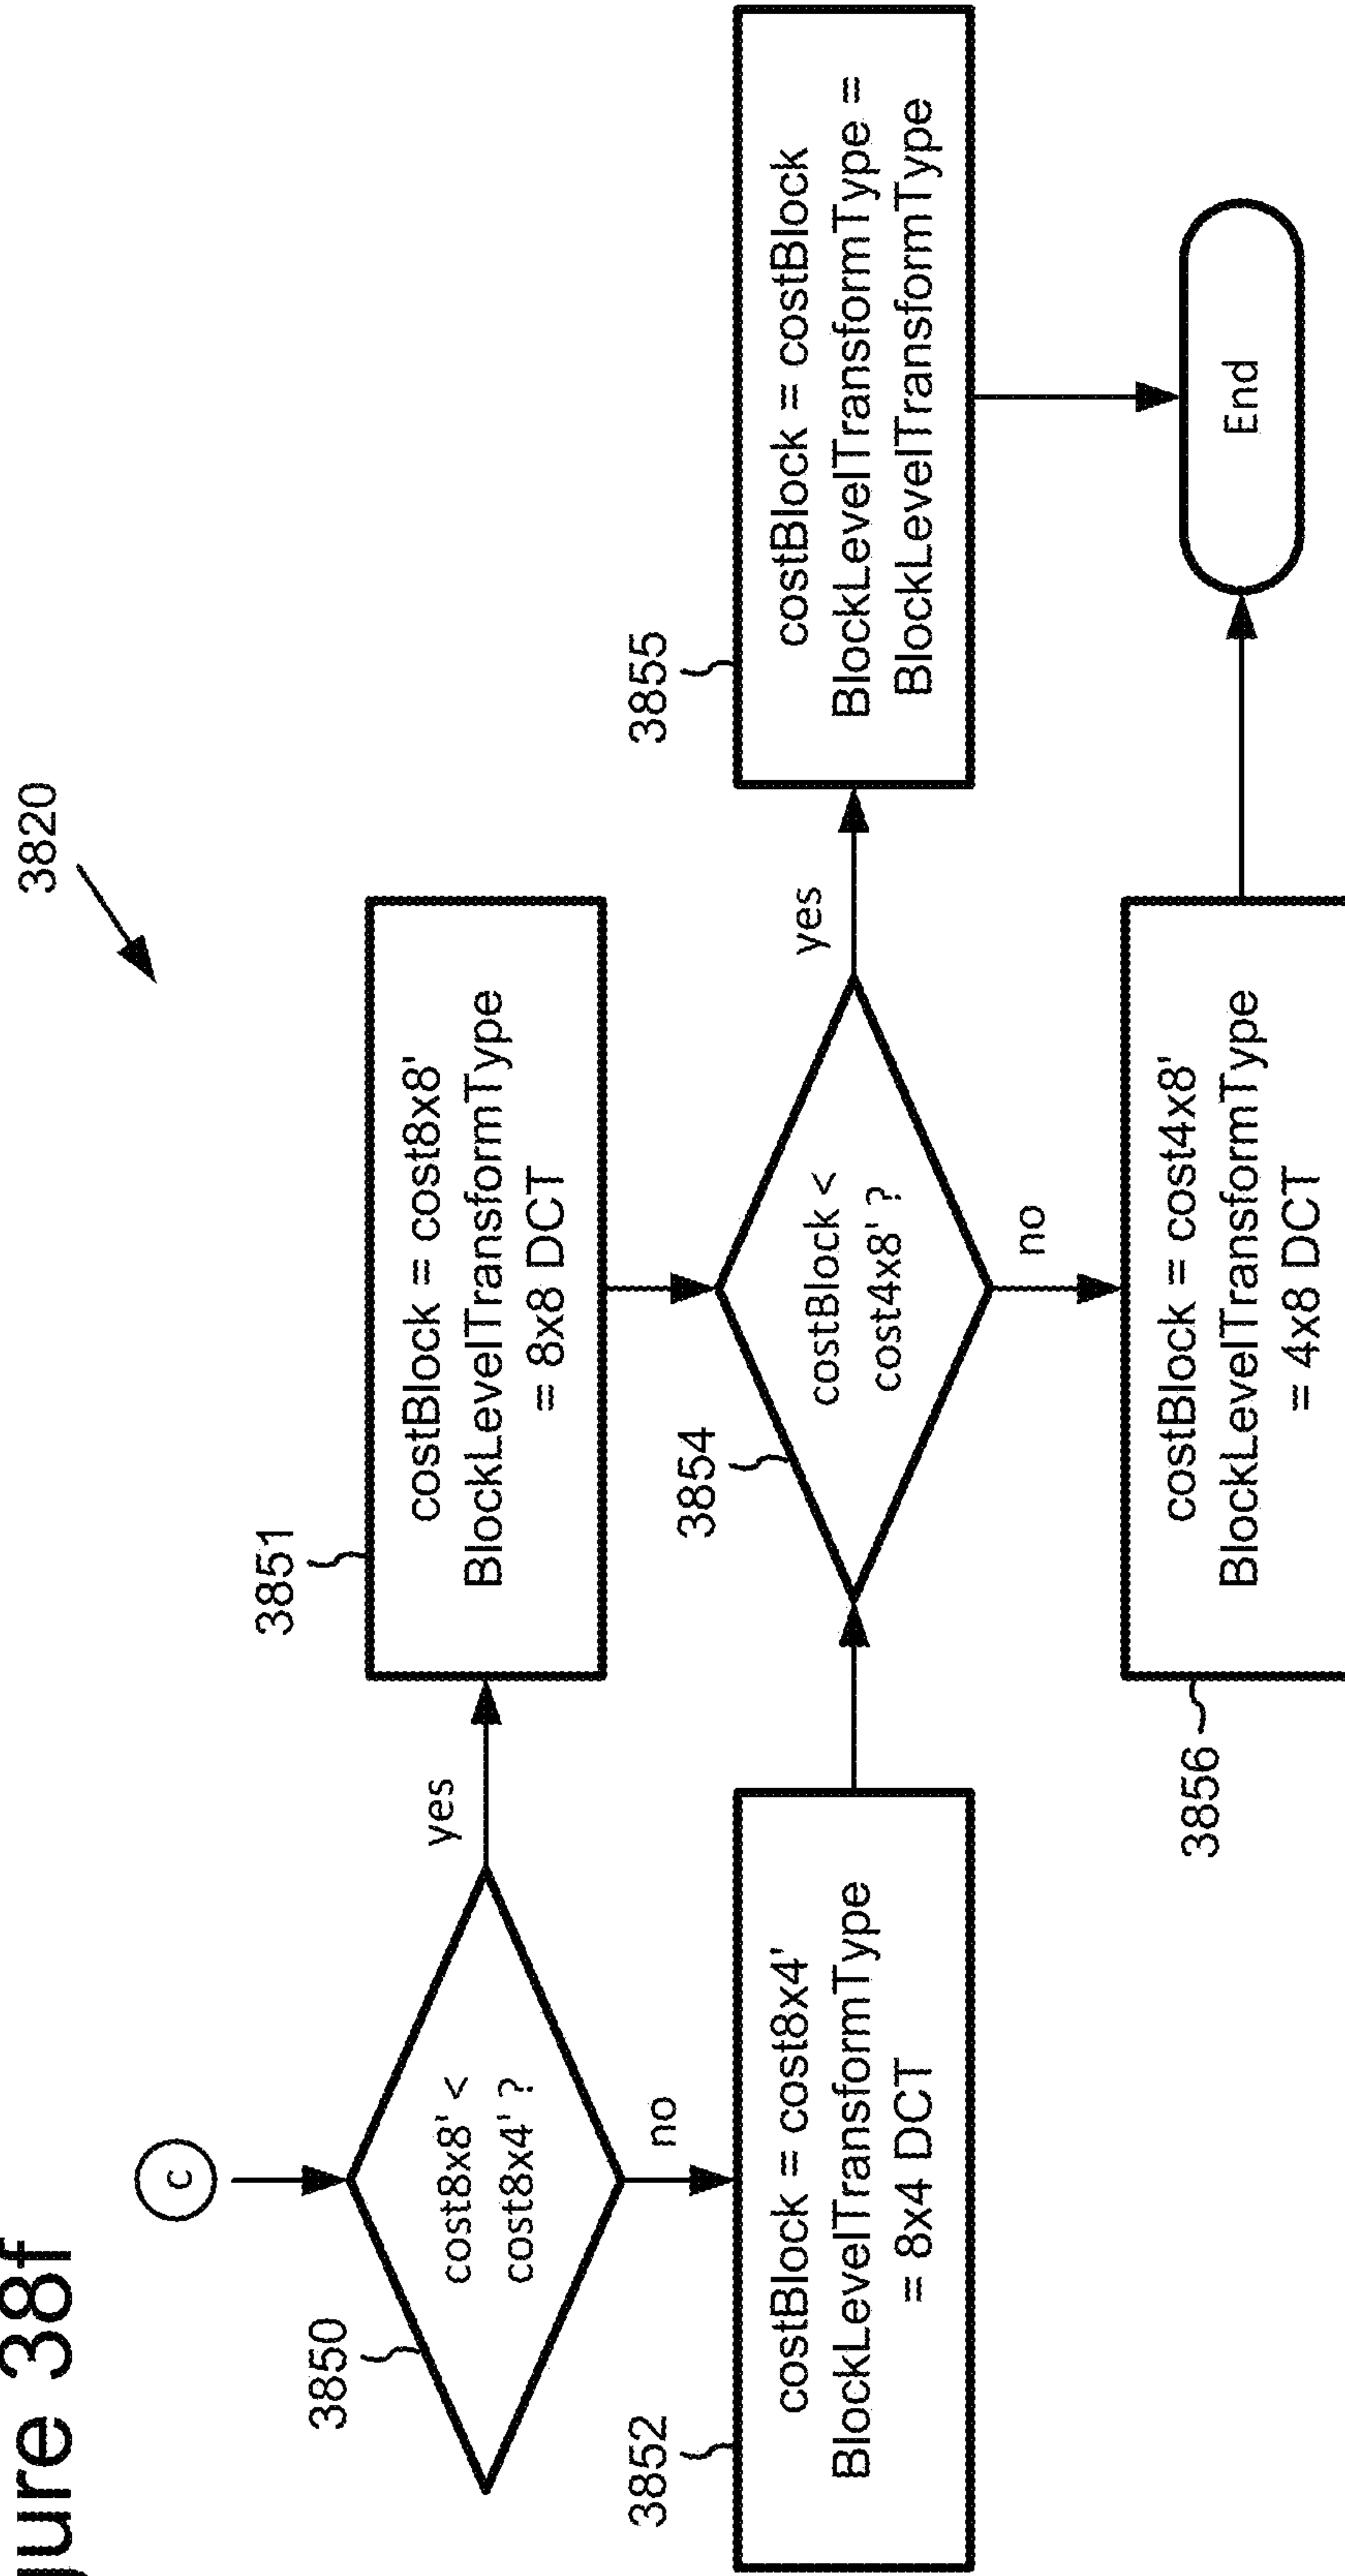 ure 38f
3820
c
3850
cost8x8' <
cost8x4' ?
yes
no
3851
costBlock = cost8x8'
BlockLevelTransformType
= 8x8 DCT
3852
costBlock = cost8x4'
BlockLevelTransformType
= 8x4 DCT
3854
costBlock <
cost4x8' ?
yes
no
3855
costBlock = costBlock
BlockLevelTransformType =
BlockLevelTransformType
3856
costBlock = cost4x8'
BlockLevelTransformType
= 4x8 DCT
End